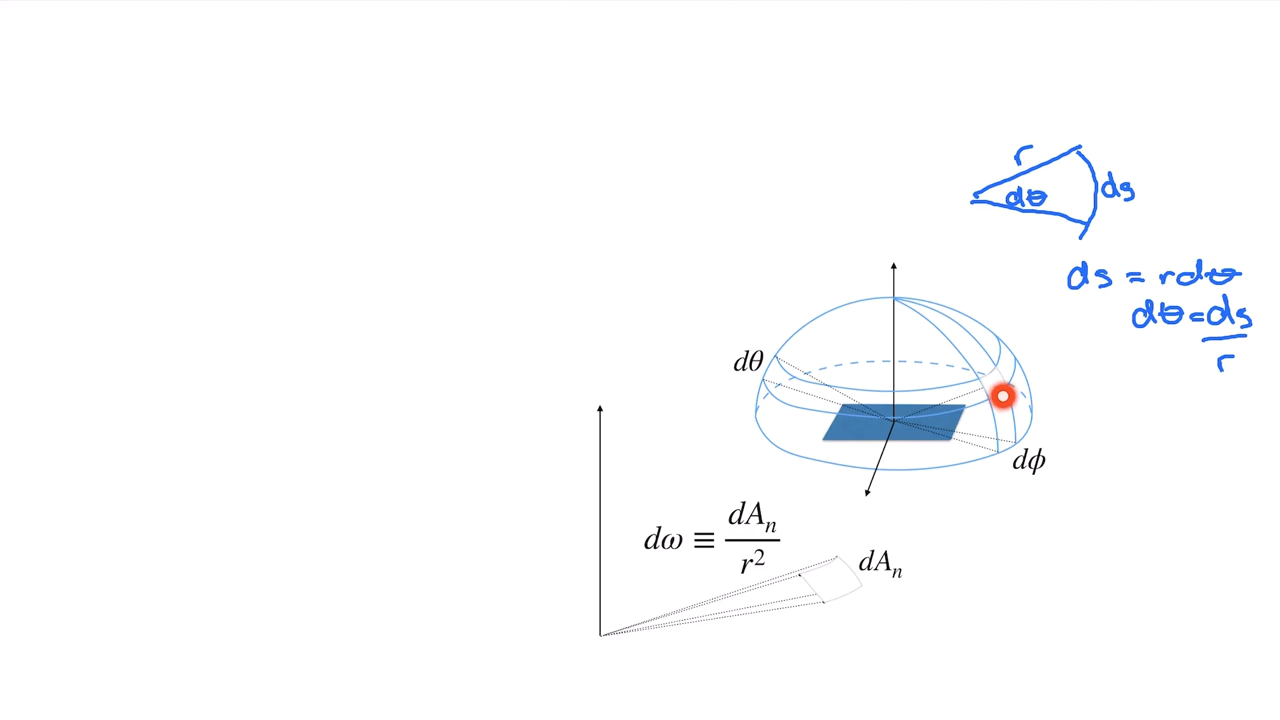 r
dθ ds
ds = rdθ
dθ = ds/r
dθ
dϕ
dω ≡ dAₙ/r²
dAₙ